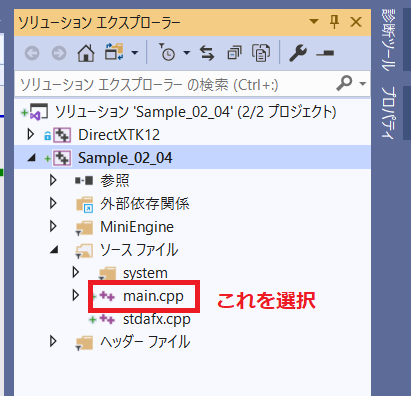 ソリューション エクスプローラー
ソリューション エクスプローラー の検索 (Ctrl+;)
ソリューション 'Sample_02_04' (2/2 プロジェクト)
DirectXTK12
Sample_02_04
参照
外部依存関係
MiniEngine
ソース ファイル
system
main.cpp
これを選択
stdafx.cpp
ヘッダー ファイル
診断ツール
プロパティ